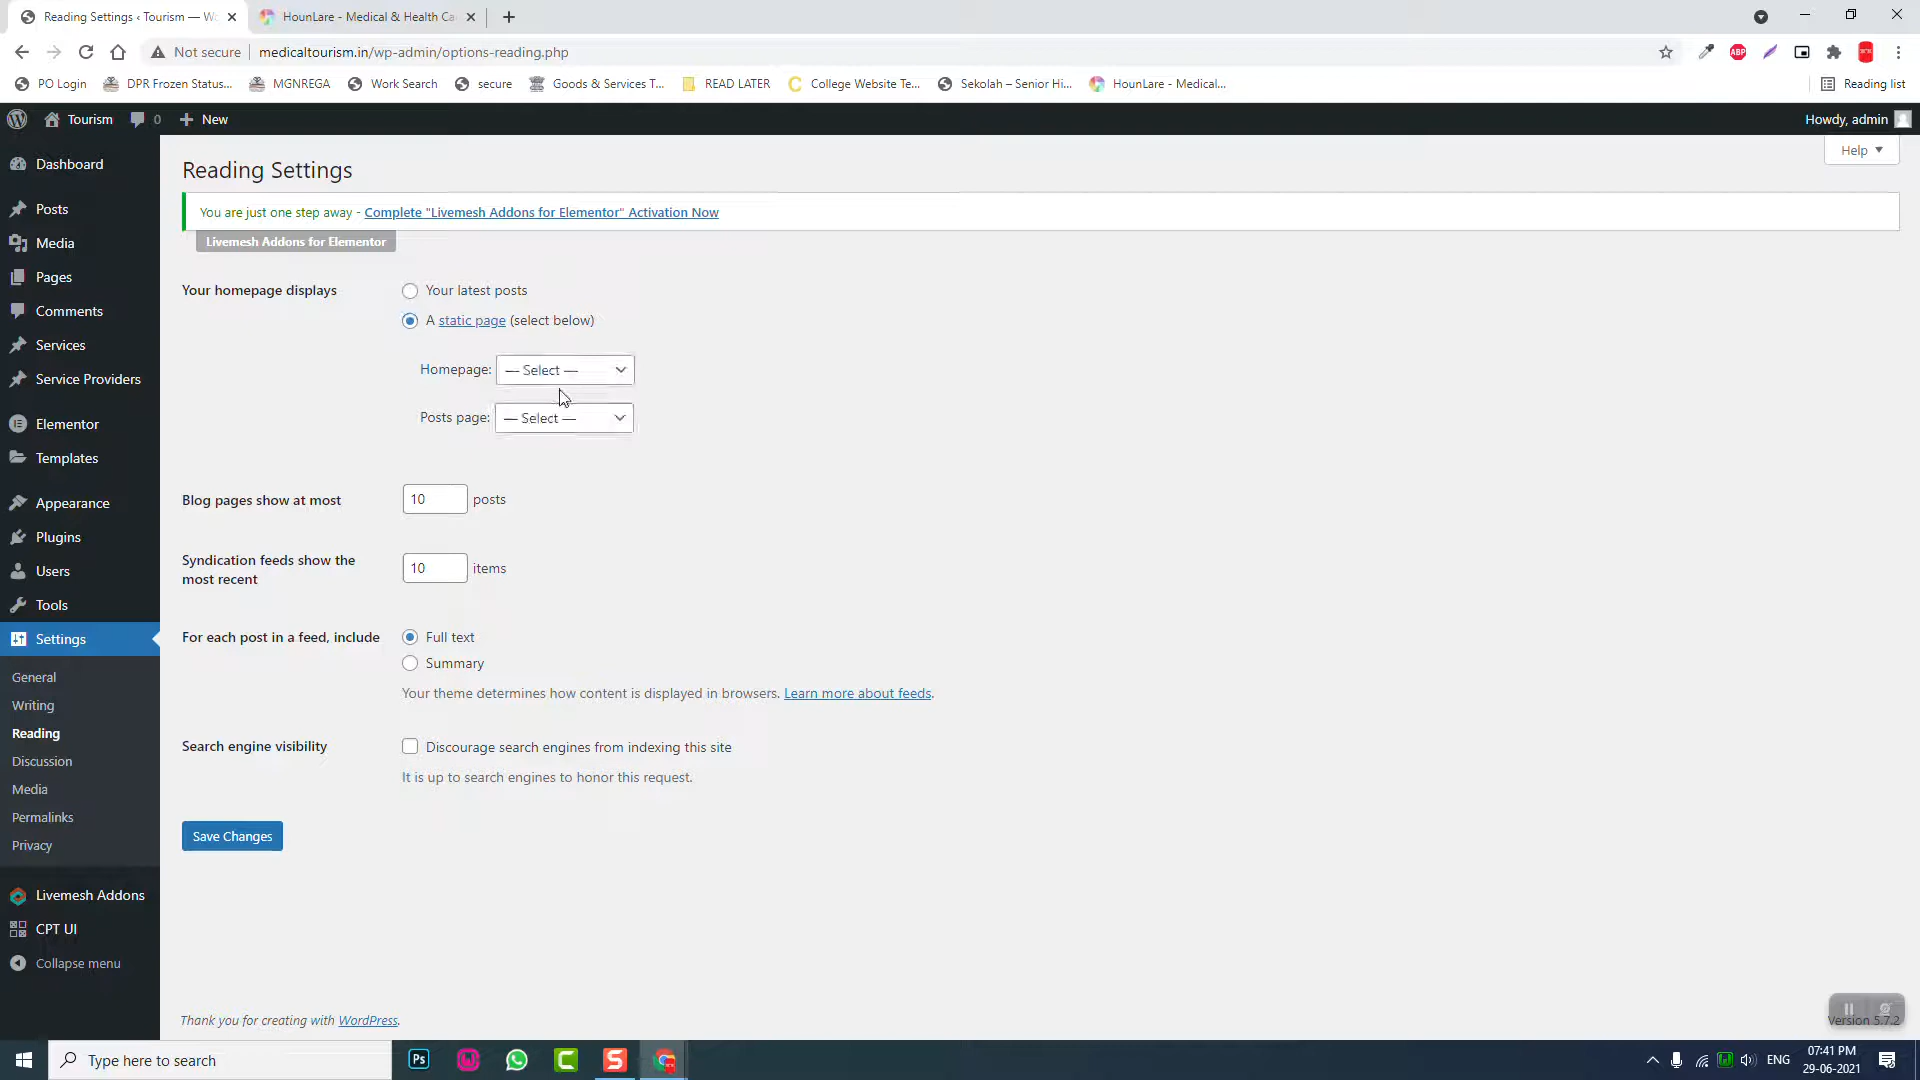 Reading Settings ‹ Tourism — Wo
HounLare - Medical & Health Ca
Not secure
medicaltourism.in/wp-admin/options-reading.php
ABP
PO Login
DPR Frozen Status...
MGNREGA
Work Search
secure
Goods & Services T...
READ LATER
College Website Te...
Sekolah – Senior Hi...
HounLare - Medical...
Reading list
Tourism
0
New
Howdy, admin
Help
Dashboard
Posts
Media
Pages
Comments
Services
Service Providers
Elementor
Templates
Appearance
Plugins
Users
Tools
Settings
General
Writing
Reading
Discussion
Media
Permalinks
Privacy
Livemesh Addons
CPT UI
Collapse menu
Reading Settings
You are just one step away - Complete "Livemesh Addons for Elementor" Activation Now
Livemesh Addons for Elementor
Your homepage displays
Your latest posts
A static page (select below)
Homepage: — Select —
Posts page: — Select —
Blog pages show at most
10 posts
Syndication feeds show the
most recent
10 items
For each post in a feed, include
Full text
Summary
Your theme determines how content is displayed in browsers. Learn more about feeds.
Search engine visibility
Discourage search engines from indexing this site
It is up to search engines to honor this request.
Save Changes
Thank you for creating with WordPress.
Version 5.7.2
Type here to search
Ps
ENG
07:41 PM
29-06-2021